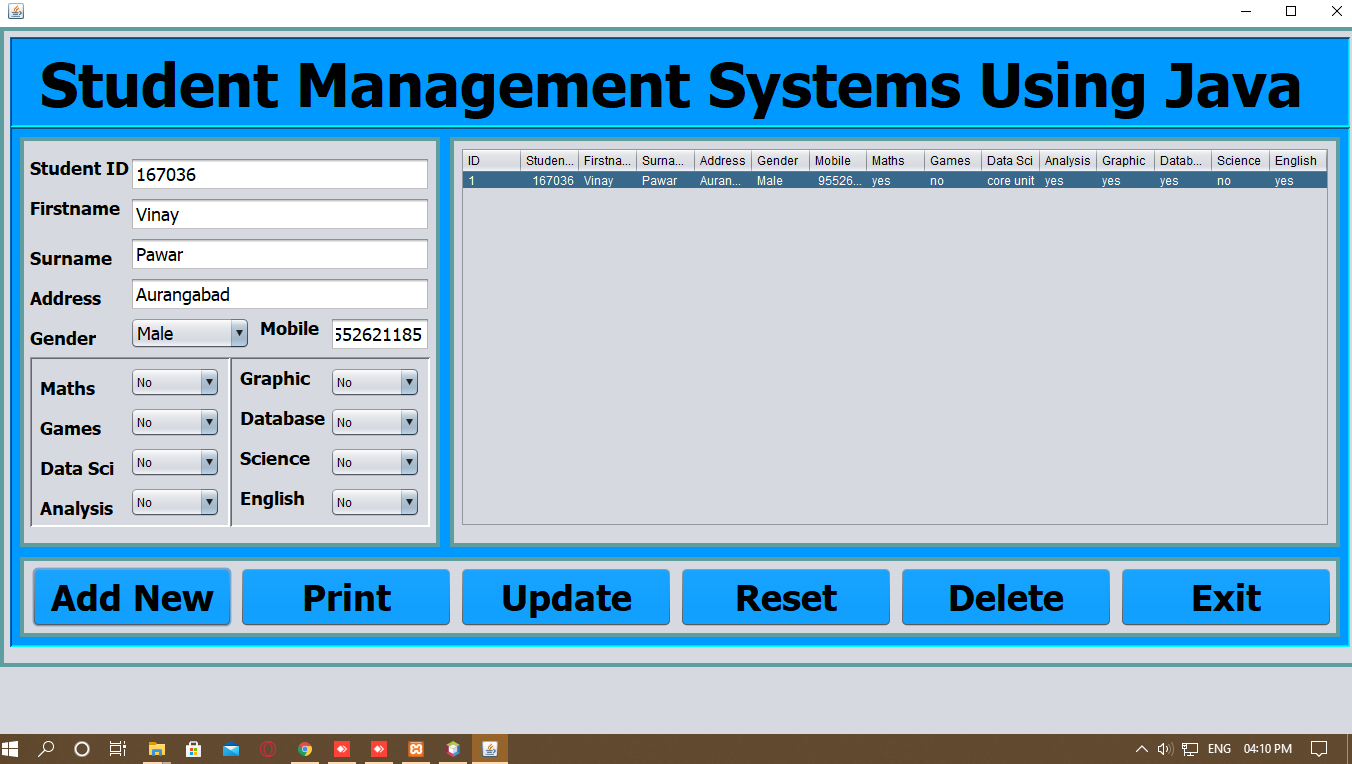 Student Management Systems Using Java
Student ID 167036
Firstname Vinay
Surname Pawar
Address Aurangabad
Gender Male Mobile 552621185
Maths No Graphic No
Games No Database No
Data Sci No Science No
Analysis No English No
ID Studen... Firstna... Surna... Address Gender Mobile Maths Games Data Sci Analysis Graphic Datab... Science English
1 167036 Vinay Pawar Auran... Male 95526... yes no core unit yes yes yes no yes
Add New Print Update Reset Delete Exit
ENG 04:10 PM